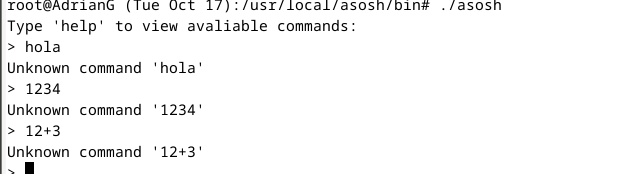 root@AdrianG (Tue Oct 17):/usr/local/asosh/bin# ./asosh
Type 'help' to view avaliable commands:
> hola
Unknown command 'hola'
> 1234
Unknown command '1234'
> 12+3
Unknown command '12+3'
>